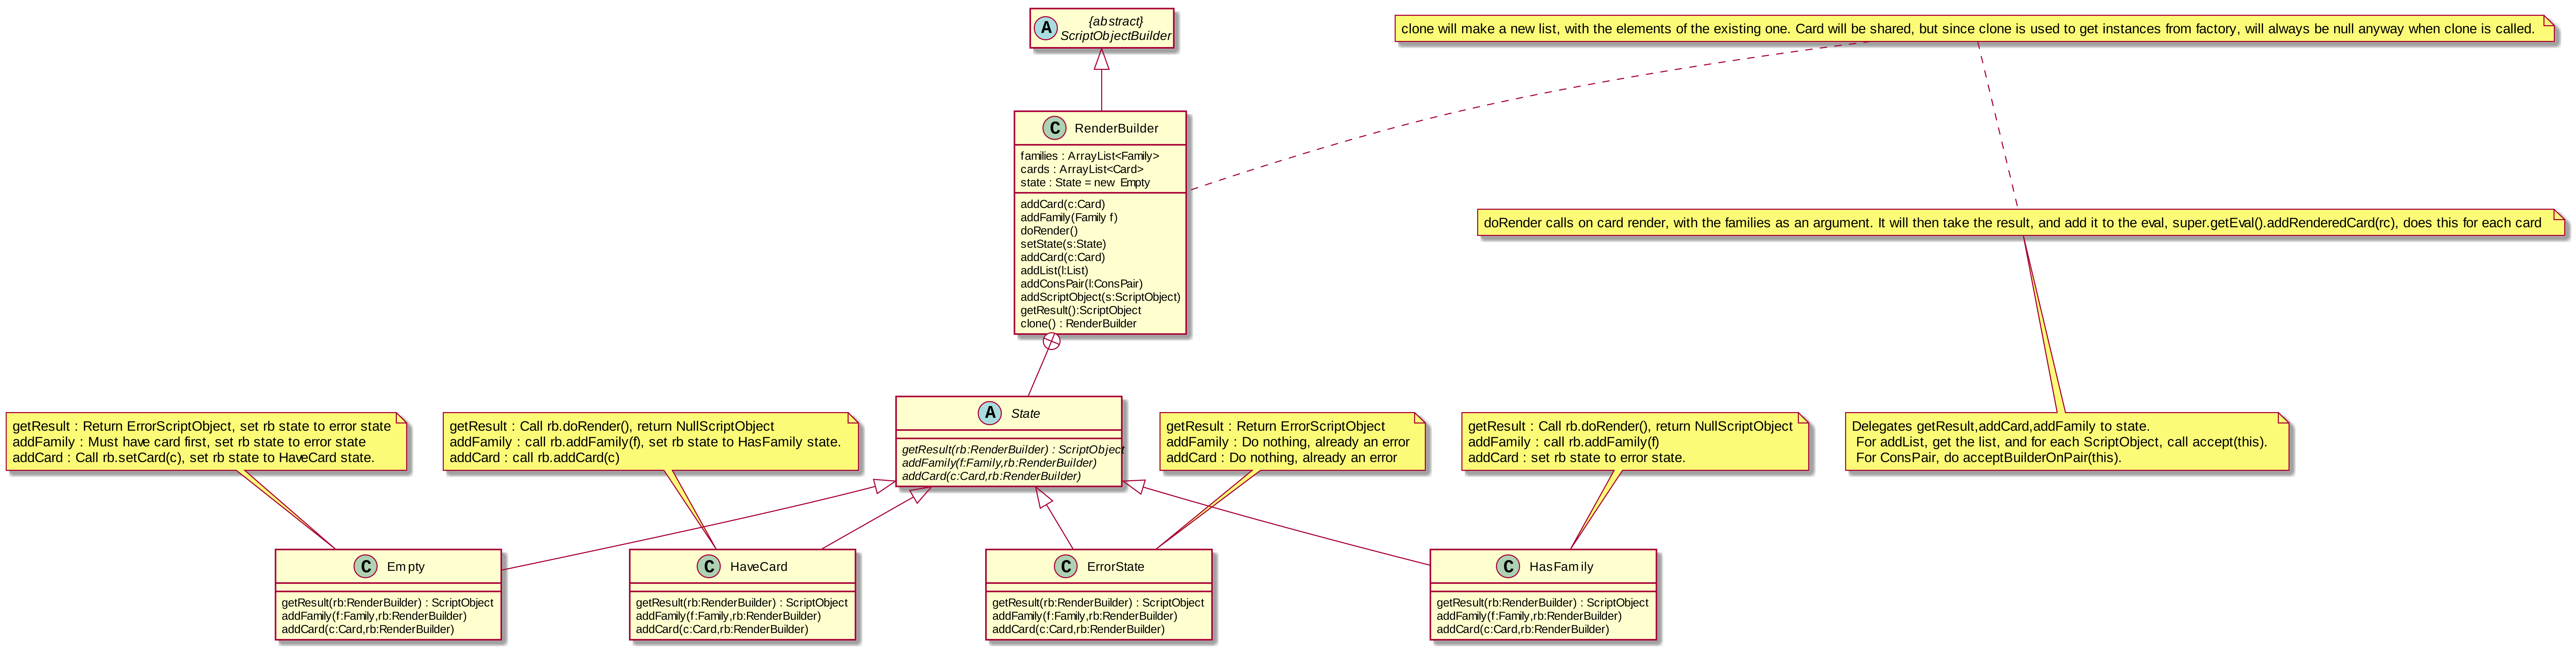 A
{abstract}
ScriptObjectBuilder
clone will make a new list, with the elements of the existing one. Card will be shared, but since clone is used to get instances from factory, will always be null anyway when clone is called.
C RenderBuilder
families : ArrayList<Family>
cards : ArrayList<Card>
state : State = new Empty
addCard(c:Card)
addFamily(Family f)
doRender()
setState(s:State)
addCard(c:Card)
addList(l:List)
addConsPair(l:ConsPair)
addScriptObject(s:ScriptObject)
getResult():ScriptObject
clone() : RenderBuilder
doRender calls on card render, with the families as an argument. It will then take the result, and add it to the eval, super.getEval().addRenderedCard(rc), does this for each card
getResult : Return ErrorScriptObject, set rb state to error state
addFamily : Must have card first, set rb state to error state
addCard : Call rb.setCard(c), set rb state to HaveCard state.
getResult : Call rb.doRender(), return NullScriptObject
addFamily : call rb.addFamily(f), set rb state to HasFamily state.
addCard : call rb.addCard(c)
A State
getResult(rb:RenderBuilder) : ScriptObject
addFamily(f:Family,rb:RenderBuilder)
addCard(c:Card,rb:RenderBuilder)
getResult : Return ErrorScriptObject
addFamily : Do nothing, already an error
addCard : Do nothing, already an error
getResult : Call rb.doRender(), return NullScriptObject
addFamily : call rb.addFamily(f)
addCard : set rb state to error state.
Delegates getResult,addCard,addFamily to state.
For addList, get the list, and for each ScriptObject, call accept(this).
For ConsPair, do acceptBuilderOnPair(this).
C Empty
getResult(rb:RenderBuilder) : ScriptObject
addFamily(f:Family,rb:RenderBuilder)
addCard(c:Card,rb:RenderBuilder)
C HaveCard
getResult(rb:RenderBuilder) : ScriptObject
addFamily(f:Family,rb:RenderBuilder)
addCard(c:Card,rb:RenderBuilder)
C ErrorState
getResult(rb:RenderBuilder) : ScriptObject
addFamily(f:Family,rb:RenderBuilder)
addCard(c:Card,rb:RenderBuilder)
C HasFamily
getResult(rb:RenderBuilder) : ScriptObject
addFamily(f:Family,rb:RenderBuilder)
addCard(c:Card,rb:RenderBuilder)